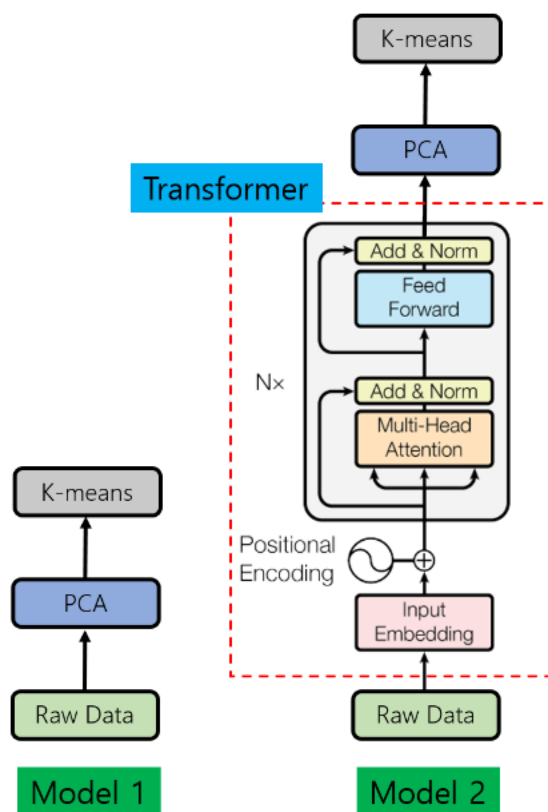 K-means
PCA
Transformer
Add & Norm
Feed
Forward
N×
Add & Norm
Multi-Head
Attention
Positional
Encoding
Input
Embedding
Raw Data
Model 2
K-means
PCA
Raw Data
Model 1